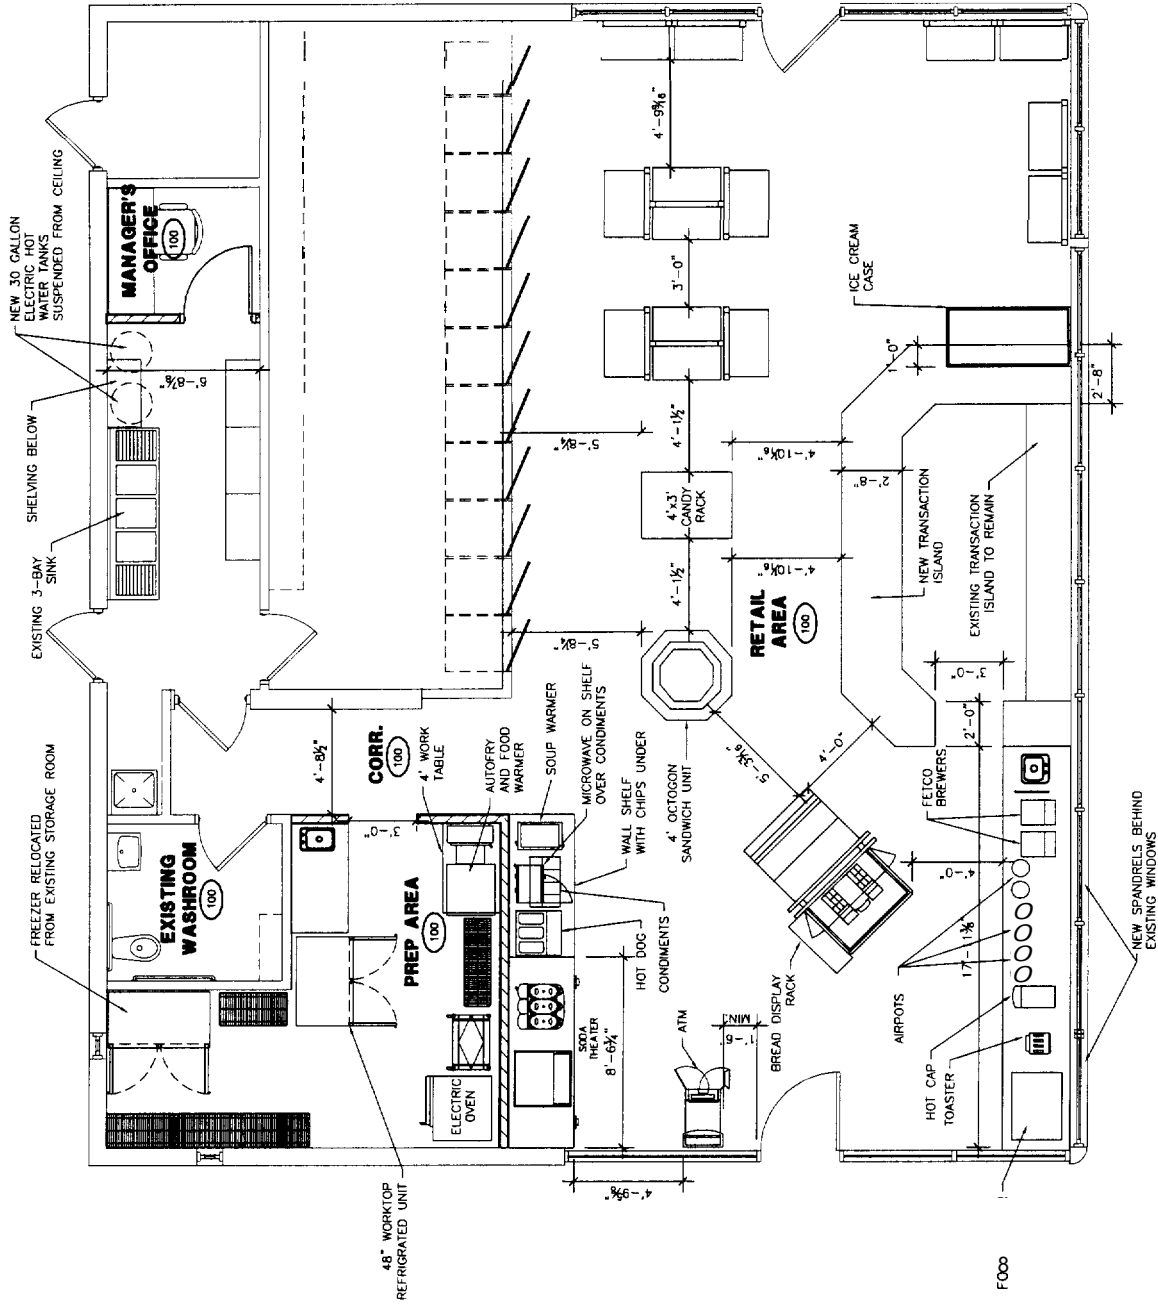 FREEZER RELOCATED
FROM EXISTING STORAGE ROOM
EXISTING 3-BAY
SINK
SHELVING BELOW
NEW 30 GALLON
ELECTRIC HOT
WATER TANKS
SUSPENDED FROM CEILING
MANAGER'S
OFFICE
100
6'-8⅞"
EXISTING
WASHROOM
100
4'-8½"
CORR.
100
3'-0"
PREP AREA
100
4' WORK
TABLE
AUTOFRY
AND FOOD
WARMER
SOUP WARMER
MICROWAVE ON SHELF
OVER CONDIMENTS
WALL SHELF
WITH CHIPS UNDER
HOT DOG
CONDIMENTS
ELECTRIC
OVEN
48" WORKTOP
REFRIGRATED UNIT
SODA
THEATER
8'-6¾"
4'-9⅝"
ATM
1'-6
MIN.
BREAD DISPLAY
RACK
4' OCTOGON
SANDWICH UNIT
5'-8¼"
5'-8¼"
4'-1½"
4'x3'
CANDY
RACK
4'-1½"
3'-0"
4'-9⁹⁄₁₆"
RETAIL
AREA
100
4'-10¹⁄₁₆"
4'-10¹⁄₁₆"
5'-3⁹⁄₁₆"
4'-0"
2'-8"
NEW TRANSACTION
ISLAND
EXISTING TRANSACTION
ISLAND TO REMAIN
ICE CREAM
CASE
1'-0"
2'-8"
3'-0"
2'-0"
FETCO
BREWERS
4'-0"
17'-1⅜"
AIRPOTS
HOT CAP
TOASTER
NEW SPANDRELS BEHIND
EXISTING WINDOWS